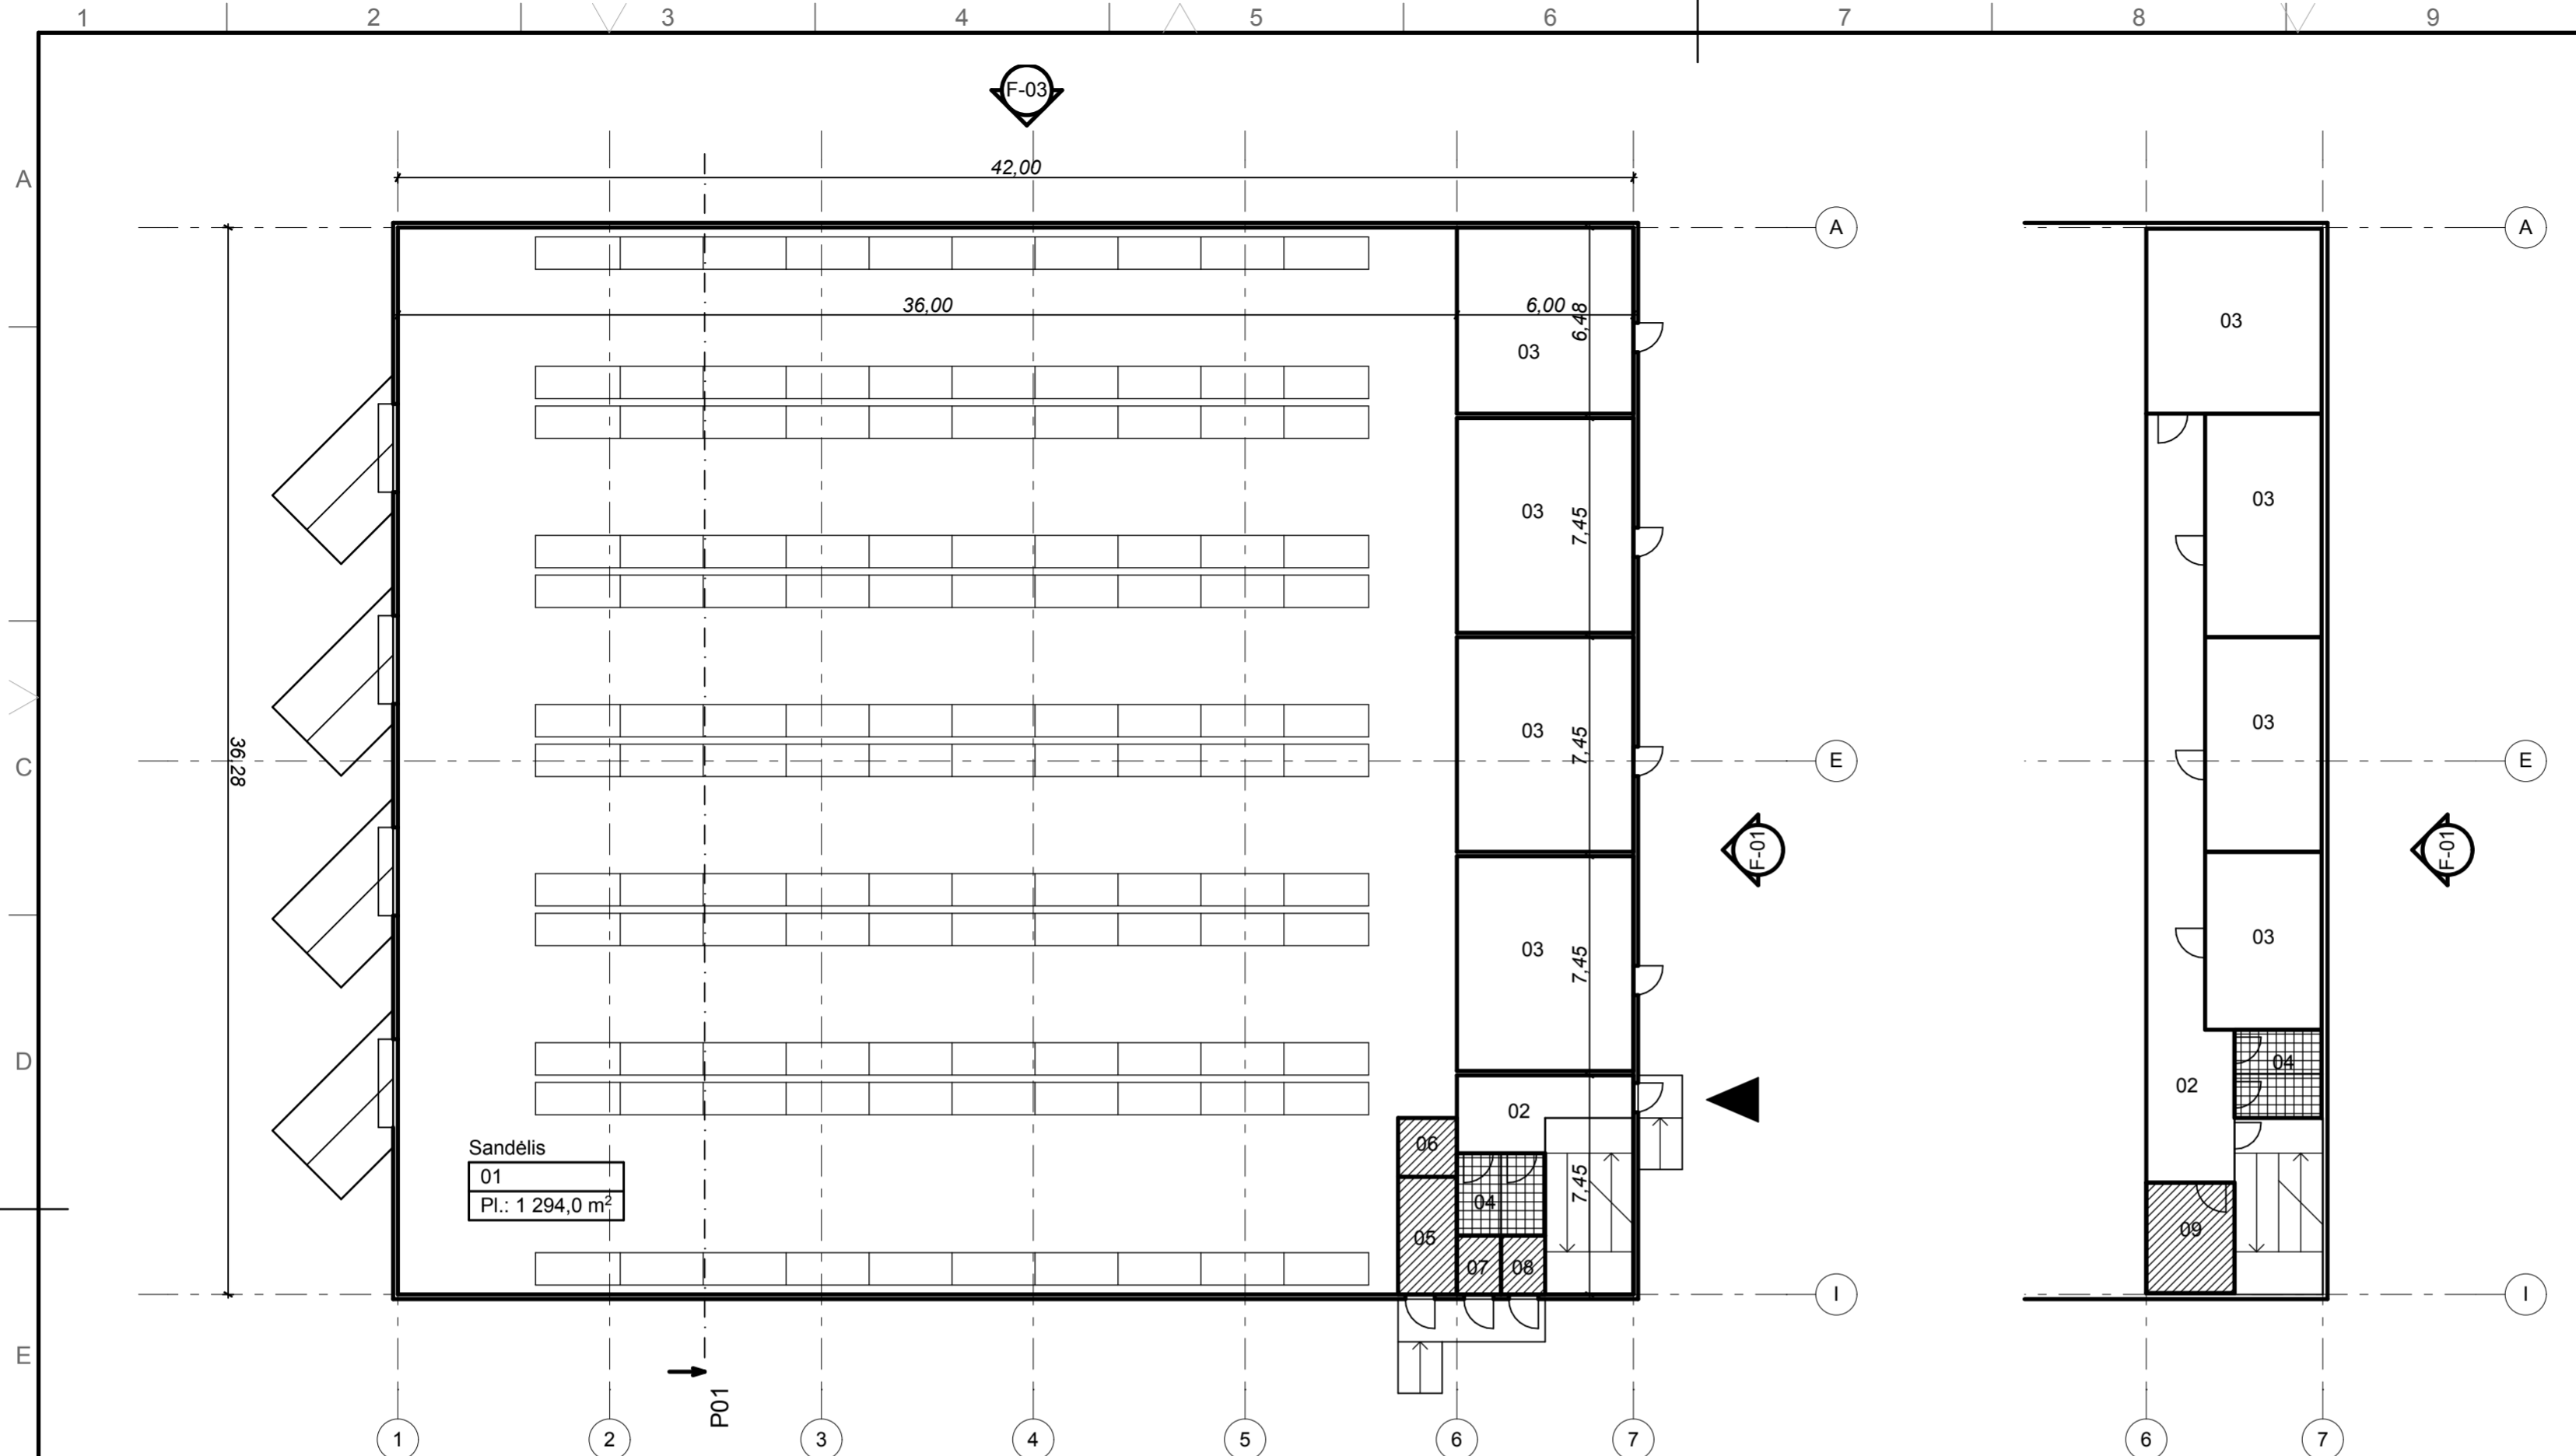 1 2 3 4 5 6 7 8 9
F-03
A
42,00
A
A
36,00
6,00
6,48
03
03
03
7,45
03
36,28
C
03
7,45
E
03
E
F-01
F-01
03
7,45
03
D
02
04
02
06
Sandėlis
01
Pl.: 1 294,0 m²
04
7,45
05
07
08
09
I
I
E
P01
1 2 3 4 5 6 7
6 7